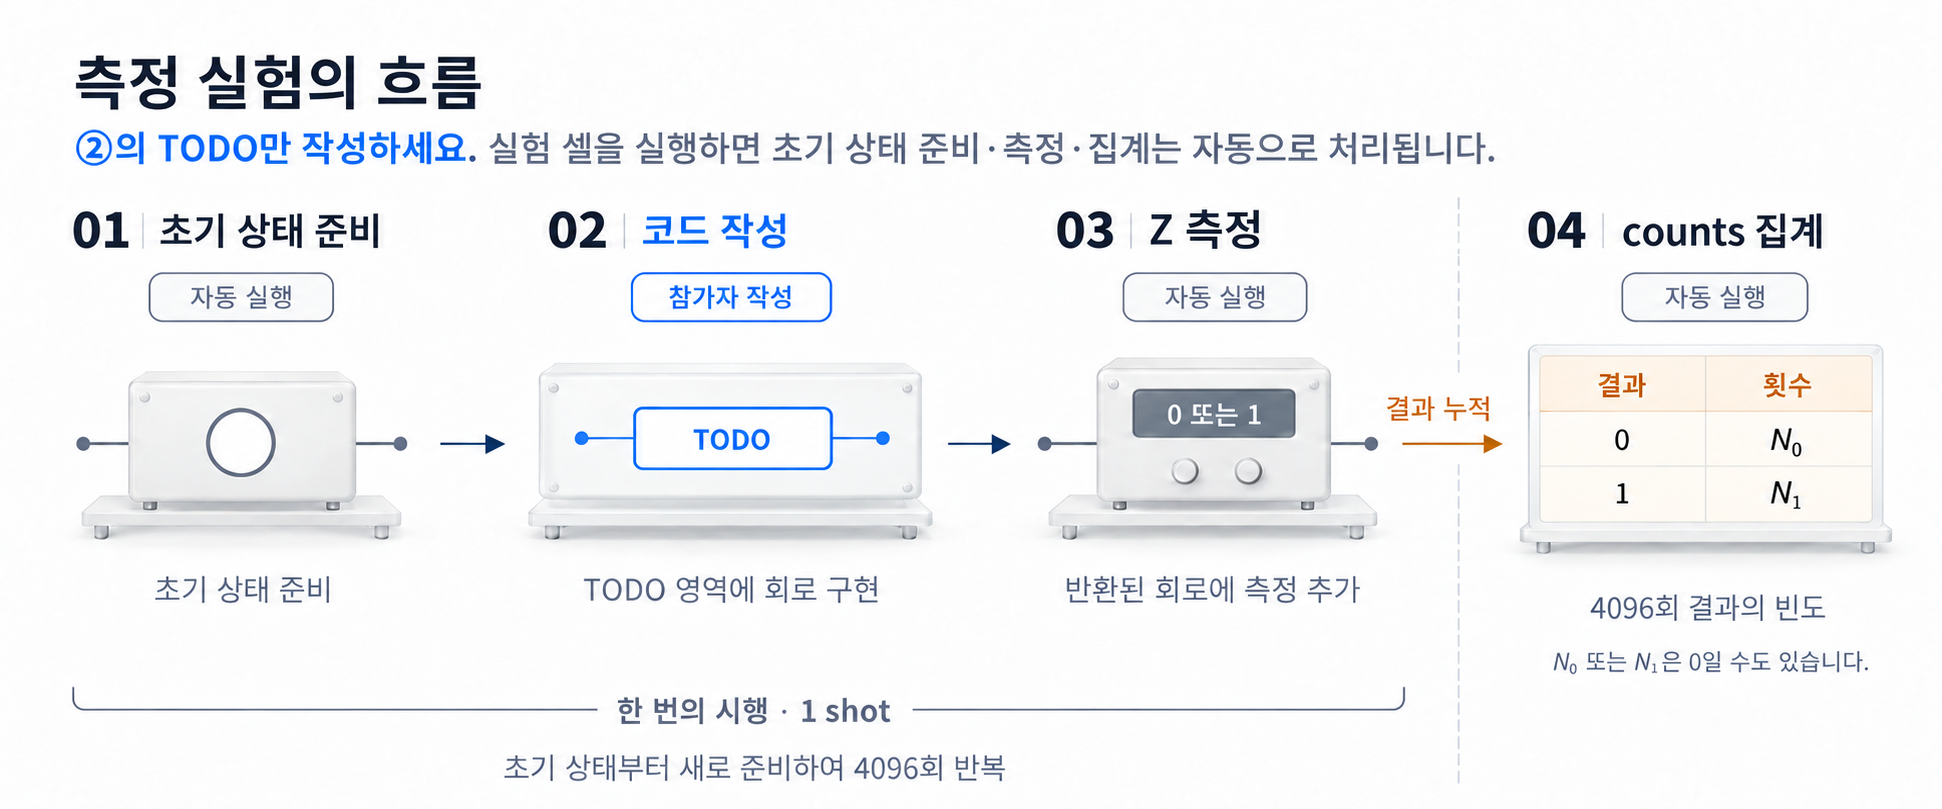 측정 실험의 흐름
②의 TODO만 작성하세요. 실험 셀을 실행하면 초기 상태 준비·측정·집계는 자동으로 처리됩니다.
01 초기 상태 준비
자동 실행
초기 상태 준비
02 코드 작성
참가자 작성
TODO
TODO 영역에 회로 구현
03 Z 측정
자동 실행
0 또는 1
반환된 회로에 측정 추가
결과 누적
04 counts 집계
자동 실행
결과 횟수
0 N₀
1 N₁
4096회 결과의 빈도
N₀ 또는 N₁은 0일 수도 있습니다.
한 번의 시행 · 1 shot
초기 상태부터 새로 준비하여 4096회 반복